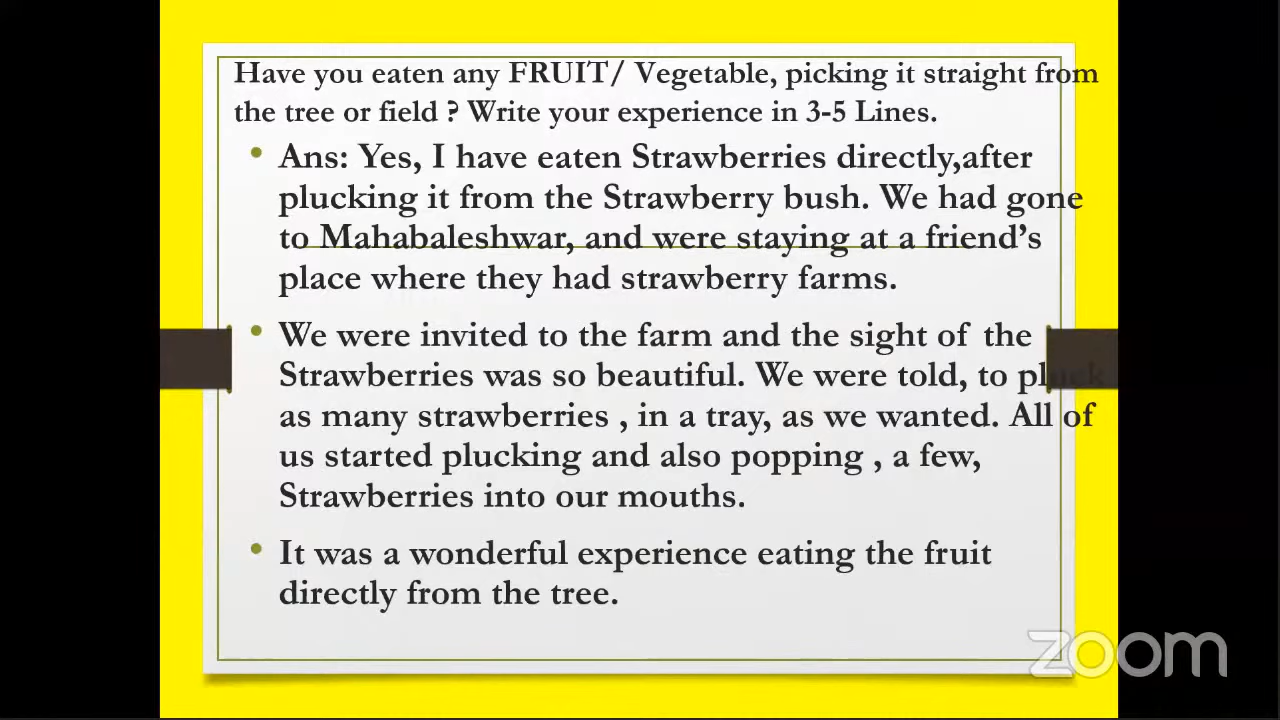 Have you eaten any FRUIT/ Vegetable, picking it straight from
the tree or field ? Write your experience in 3-5 Lines.
• Ans: Yes, I have eaten Strawberries directly,after
plucking it from the Strawberry bush. We had gone
to Mahabaleshwar, and were staying at a friend's
place where they had strawberry farms.
• We were invited to the farm and the sight of the
Strawberries was so beautiful. We were told, to pluck
as many strawberries , in a tray, as we wanted. All of
us started plucking and also popping , a few,
Strawberries into our mouths.
• It was a wonderful experience eating the fruit
directly from the tree.
zoom